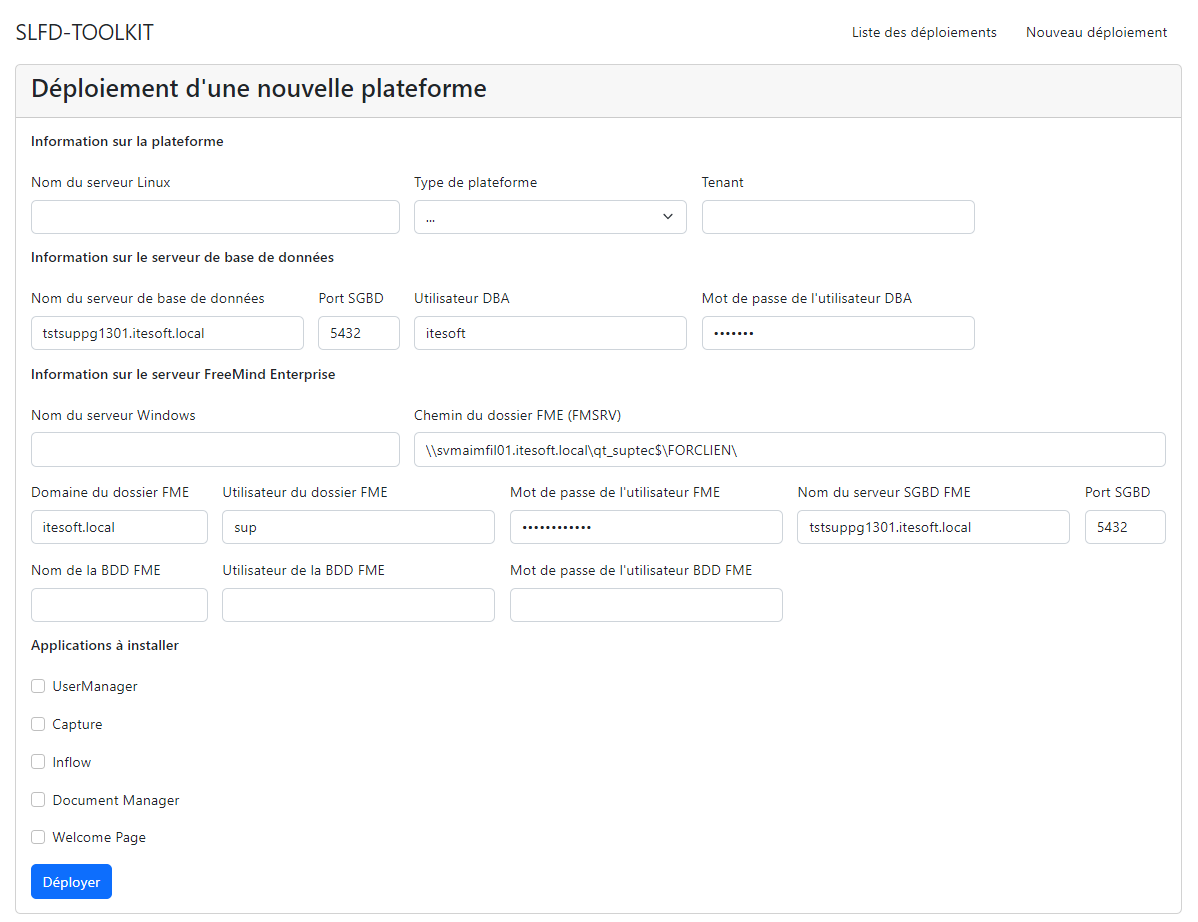 SLFD-TOOLKIT
Liste des déploiements
Nouveau déploiement
Déploiement d'une nouvelle plateforme
Information sur la plateforme
Nom du serveur Linux
Type de plateforme
Tenant
...
Information sur le serveur de base de données
Nom du serveur de base de données
Port SGBD
Utilisateur DBA
Mot de passe de l'utilisateur DBA
tstsuppg1301.itesoft.local
5432
itesoft
•••••••
Information sur le serveur FreeMind Enterprise
Nom du serveur Windows
Chemin du dossier FME (FMSRV)
\\svmaimfil01.itesoft.local\qt_suptec$\FORCLIEN\
Domaine du dossier FME
Utilisateur du dossier FME
Mot de passe de l'utilisateur FME
Nom du serveur SGBD FME
Port SGBD
itesoft.local
sup
••••••••••••
tstsuppg1301.itesoft.local
5432
Nom de la BDD FME
Utilisateur de la BDD FME
Mot de passe de l'utilisateur BDD FME
Applications à installer
UserManager
Capture
Inflow
Document Manager
Welcome Page
Déployer